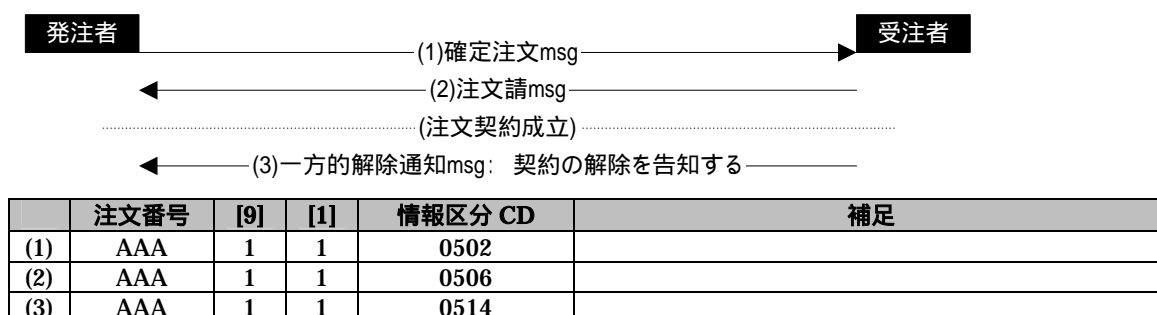 発注者 受注者
(1)確定注文msg
(2)注文請msg
(注文契約成立)
(3)一方的解除通知msg： 契約の解除を告知する
注文番号 [9] [1] 情報区分 CD 補足
(1) AAA 1 1 0502
(2) AAA 1 1 0506
(3) AAA 1 1 0514